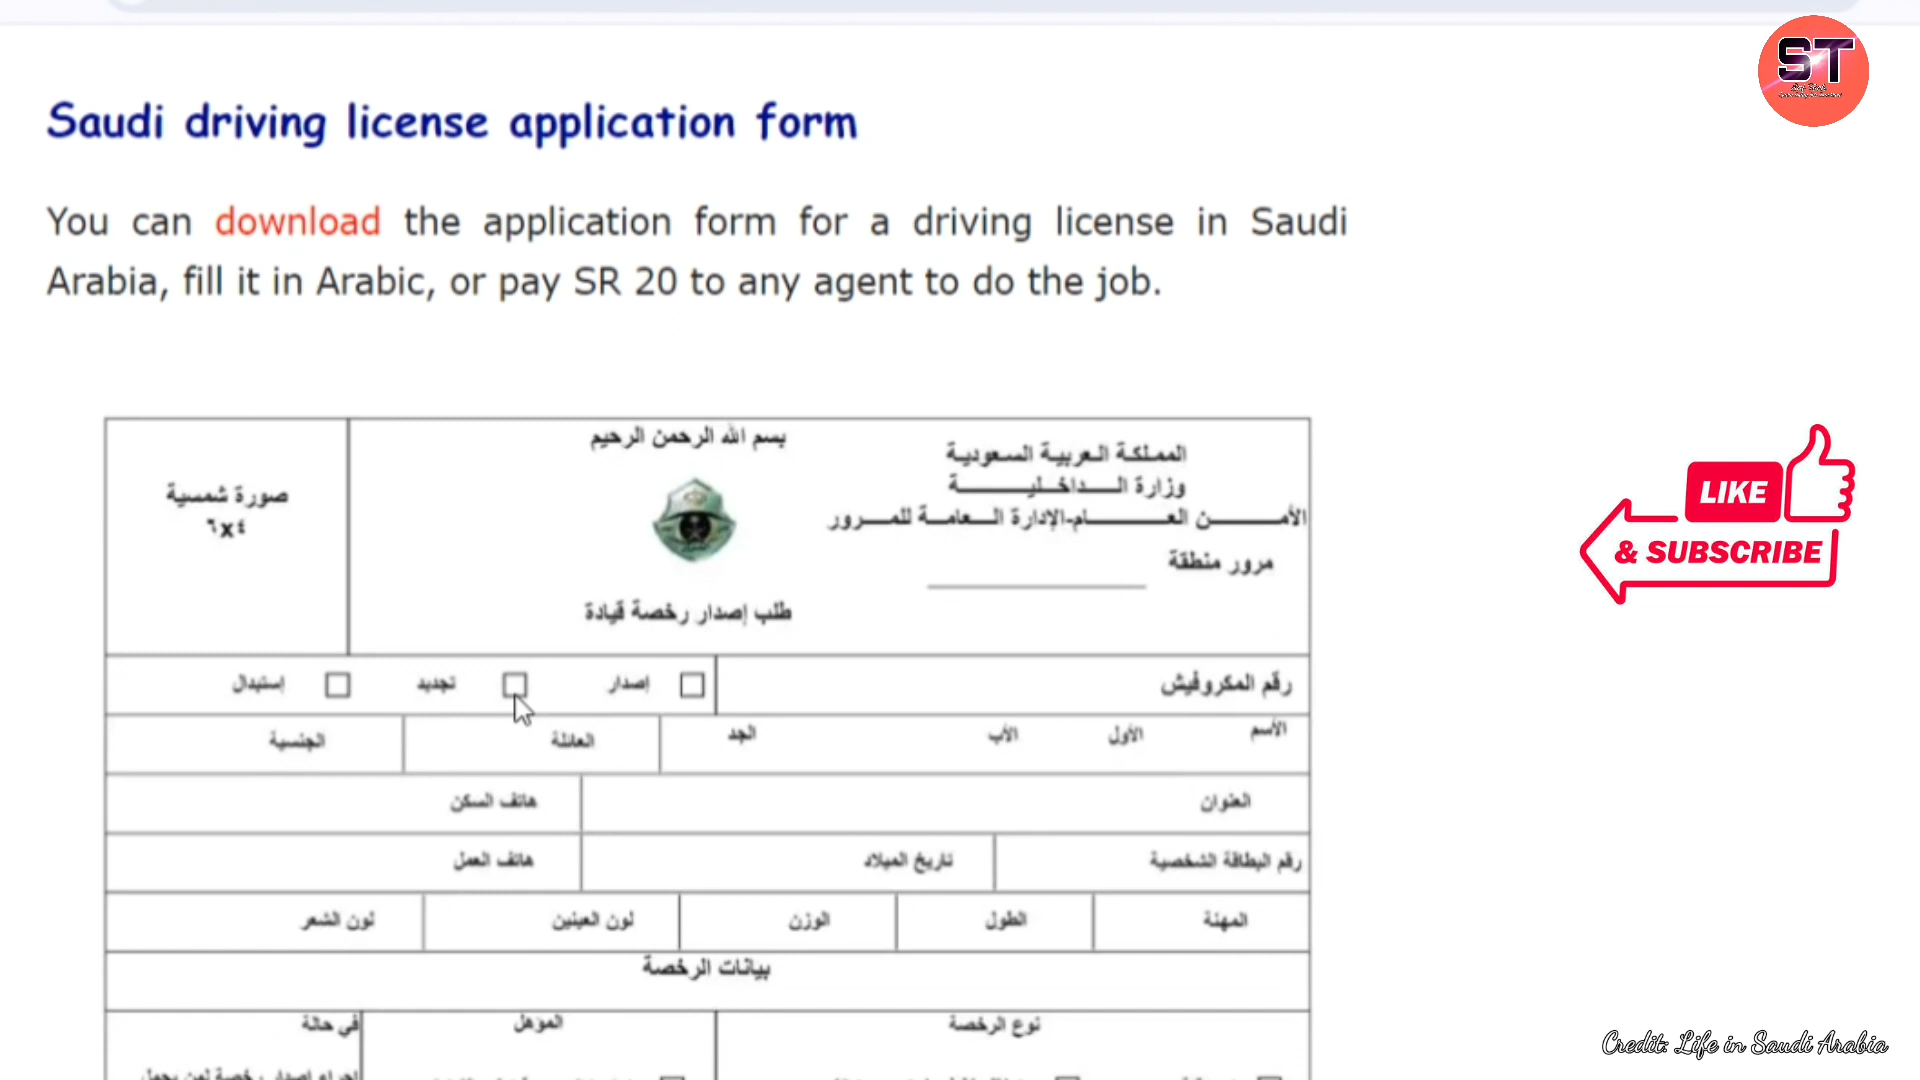 ST
Saudi driving license application form
You can download the application form for a driving license in Saudi
Arabia, fill it in Arabic, or pay SR 20 to any agent to do the job.
بسم الله الرحمن الرحيم
المملكة العربية السعودية
وزارة الداخلية
الأمن العام-الإدارة العامة للمرور
مرور منطقة
صورة شمسية
٤x٦
طلب إصدار رخصة قيادة
رقم المكروفيش إصدار تجديد إستبدال
الأسم الأول الأب الجد العائلة الجنسية
العنوان هاتف السكن
رقم البطاقة الشخصية تاريخ الميلاد هاتف العمل
المهنة الطول الوزن لون العينين لون الشعر
بيانات الرخصة
نوع الرخصة المؤهل في حالة
LIKE
& SUBSCRIBE
Credit: Life in Saudi Arabia